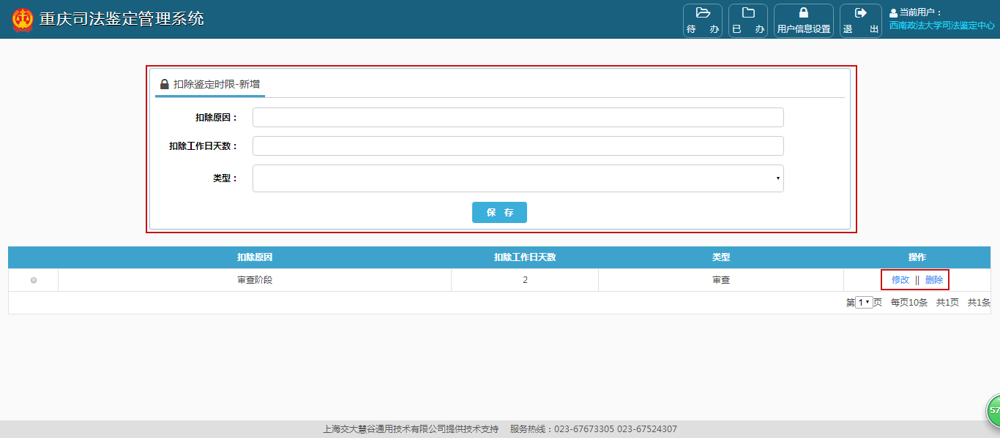 重庆司法鉴定管理系统
待 办
已 办
用户信息设置
退 出
当前用户：
西南政法大学司法鉴定中心
扣除鉴定时限-新增
扣除原因：
扣除工作日天数：
类型：
保 存
扣除原因 扣除工作日天数 类型 操作
审查阶段 2 审查 修改 || 删除
第 1 页 每页10条 共1页 共1条
57
上海交大慧谷通用技术有限公司提供技术支持 服务热线：023-67673305 023-67524307